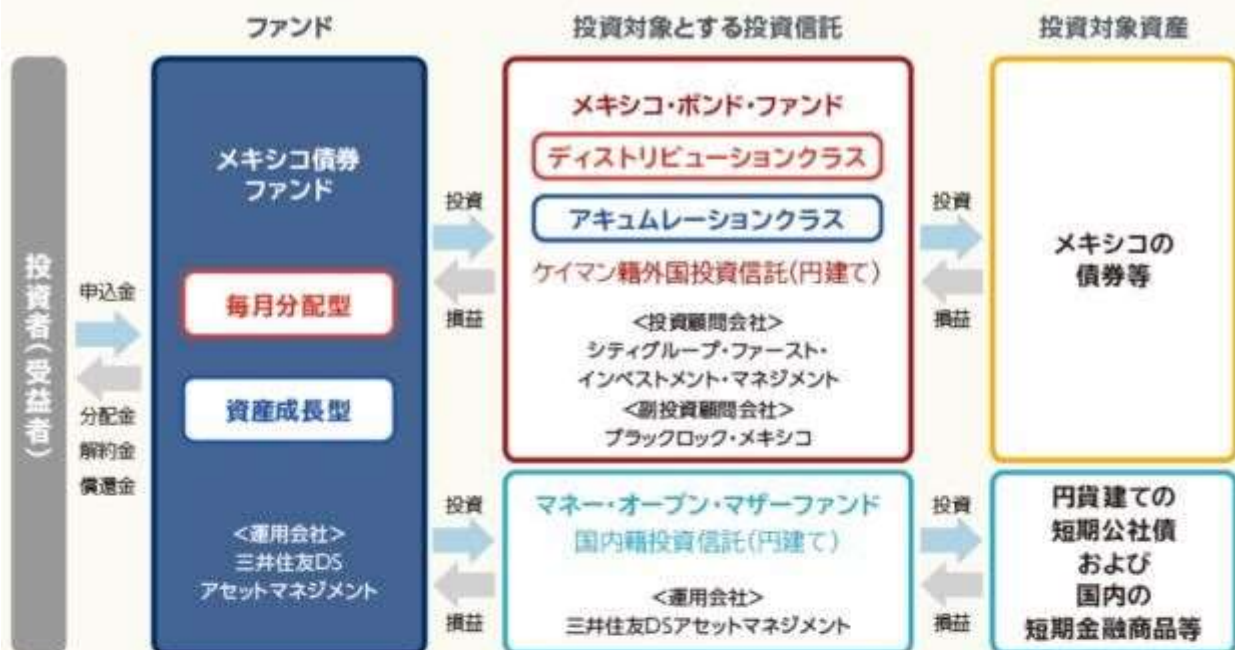 ファンド
投資対象とする投資信託
投資対象資産
投資者(受益者)
申込金
分配金
解約金
償還金
メキシコ債券
ファンド
毎月分配型
資産成長型
<運用会社>
三井住友DS
アセットマネジメント
投資
損益
メキシコ・ボンド・ファンド
ディストリビューションクラス
アキュムレーションクラス
ケイマン籍外国投資信託(円建て)
<投資顧問会社>
シティグループ・ファースト・
インベストメント・マネジメント
<副投資顧問会社>
ブラックロック・メキシコ
投資
損益
メキシコの
債券等
投資
損益
マネー・オープン・マザーファンド
国内籍投資信託(円建て)
<運用会社>
三井住友DSアセットマネジメント
投資
損益
円貨建ての
短期公社債
および
国内の
短期金融商品等